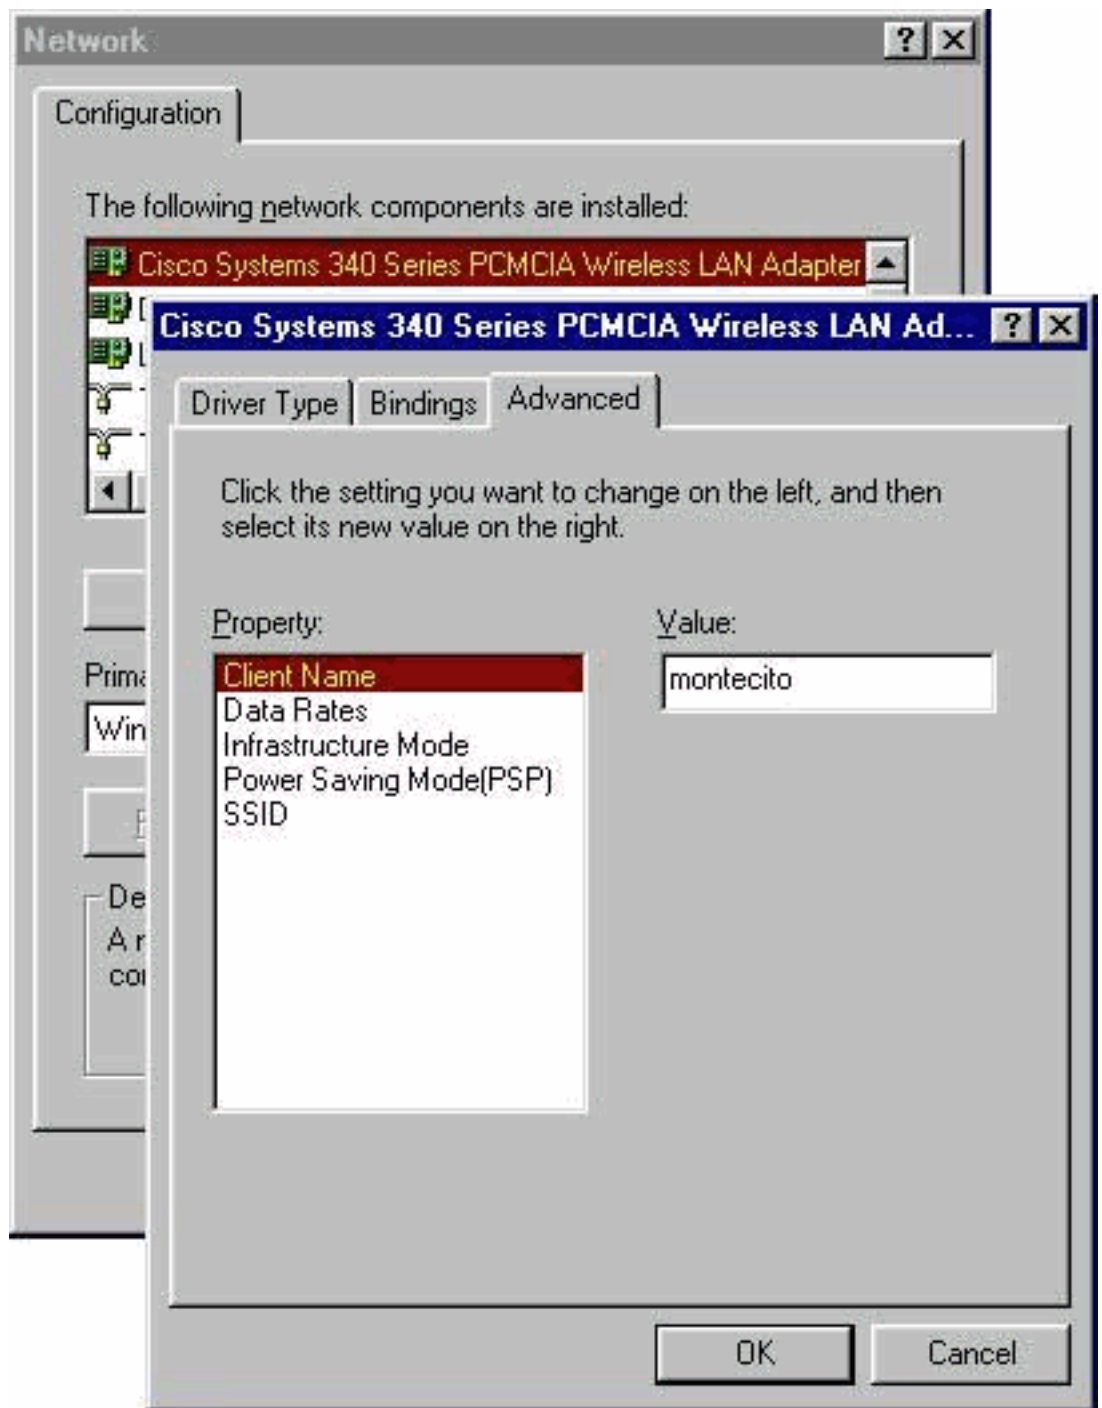 Network
Configuration
The following network components are installed:
Cisco Systems 340 Series PCMCIA Wireless LAN Adapter
Cisco Systems 340 Series PCMCIA Wireless LAN Ad...
Driver Type
Bindings
Advanced
Click the setting you want to change on the left, and then
select its new value on the right.
Property:
Value:
Client Name
montecito
Data Rates
Infrastructure Mode
Power Saving Mode(PSP)
SSID
OK
Cancel